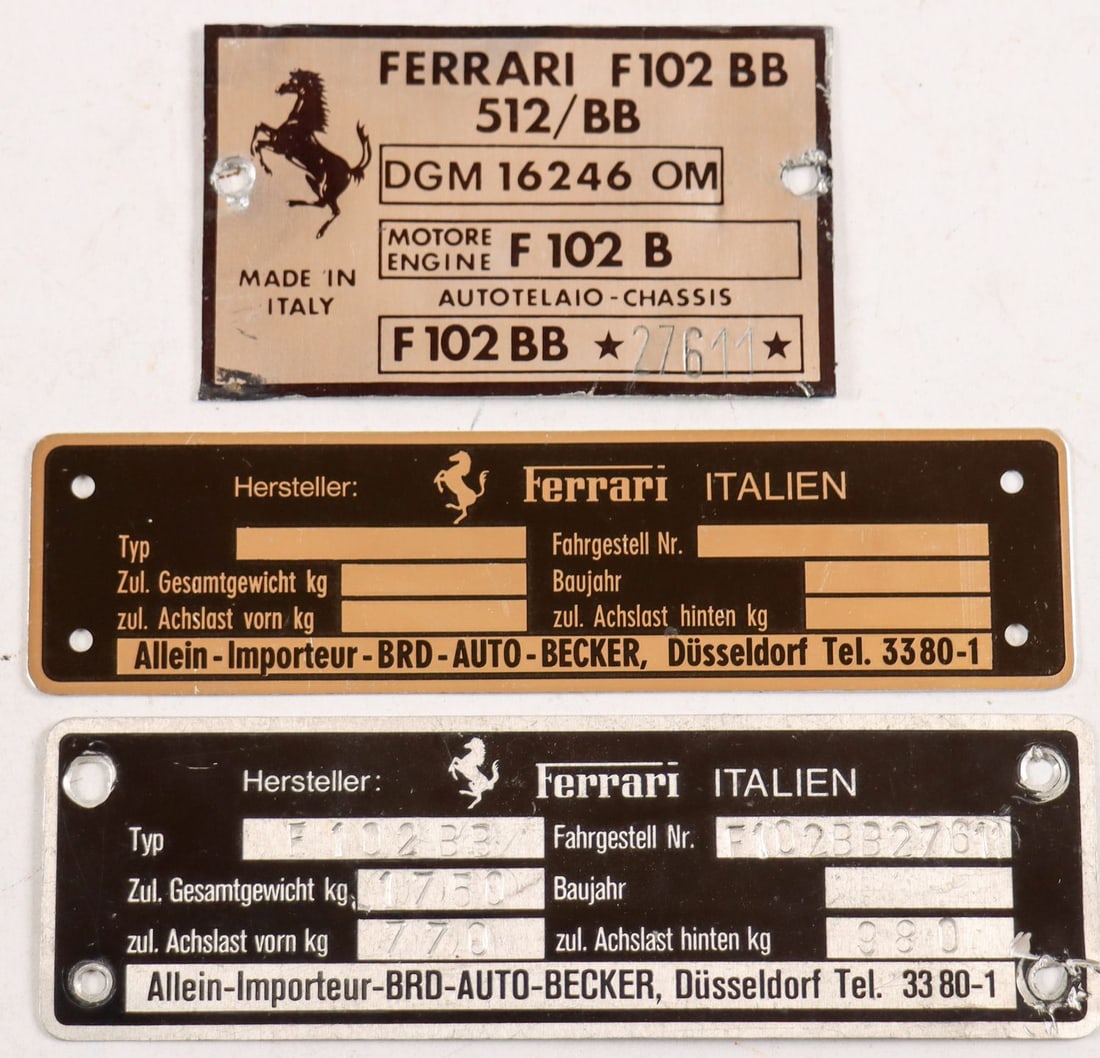 FERRARI F102 BB
512/BB
DGM 16246 OM
MOTORE
ENGINE F 102 B
MADE IN
ITALY
AUTOTELAIO-CHASSIS
F 102 BB ★ 27611 ★
Hersteller: Ferrari ITALIEN
Typ Fahrgestell Nr.
Zul. Gesamtgewicht kg Baujahr
zul. Achslast vorn kg zul. Achslast hinten kg
Allein-Importeur-BRD-AUTO-BECKER, Düsseldorf Tel. 3380-1
Hersteller: Ferrari ITALIEN
Typ F102BB Fahrgestell Nr. F102BB27611
Zul. Gesamtgewicht kg 1750 Baujahr
zul. Achslast vorn kg 770 zul. Achslast hinten kg 980
Allein-Importeur-BRD-AUTO-BECKER, Düsseldorf Tel. 3380-1